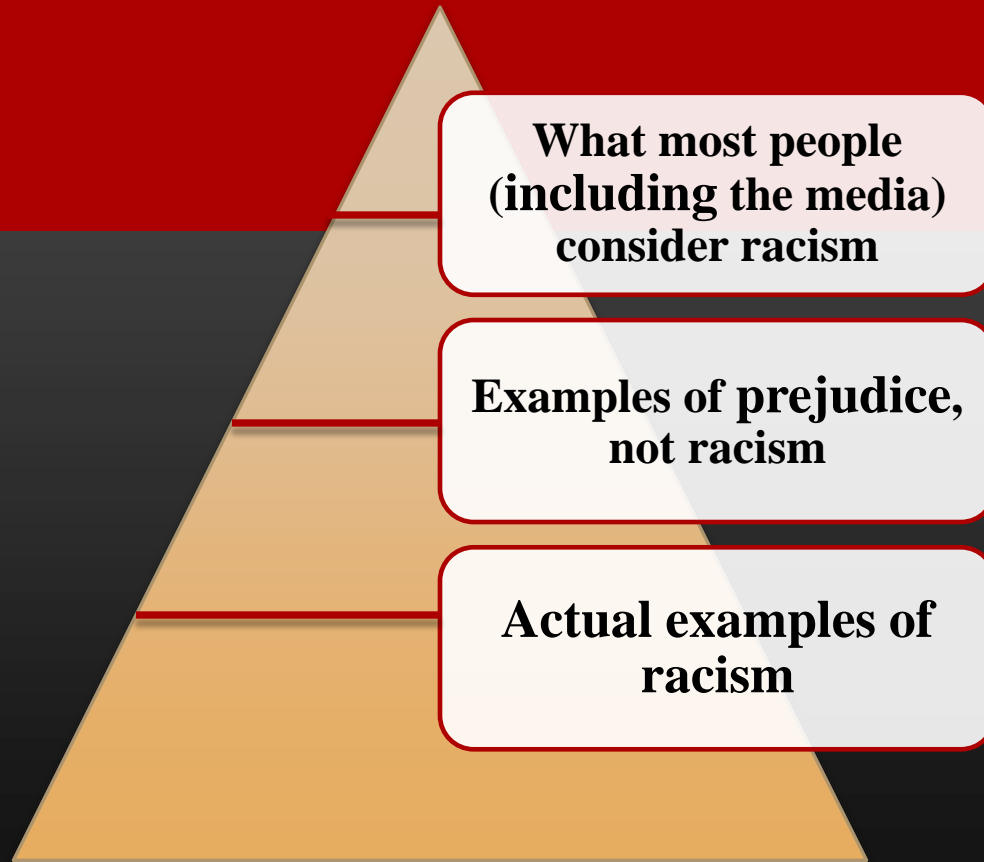 What most people
(including the media)
consider racism
Examples of prejudice,
not racism
Actual examples of
racism